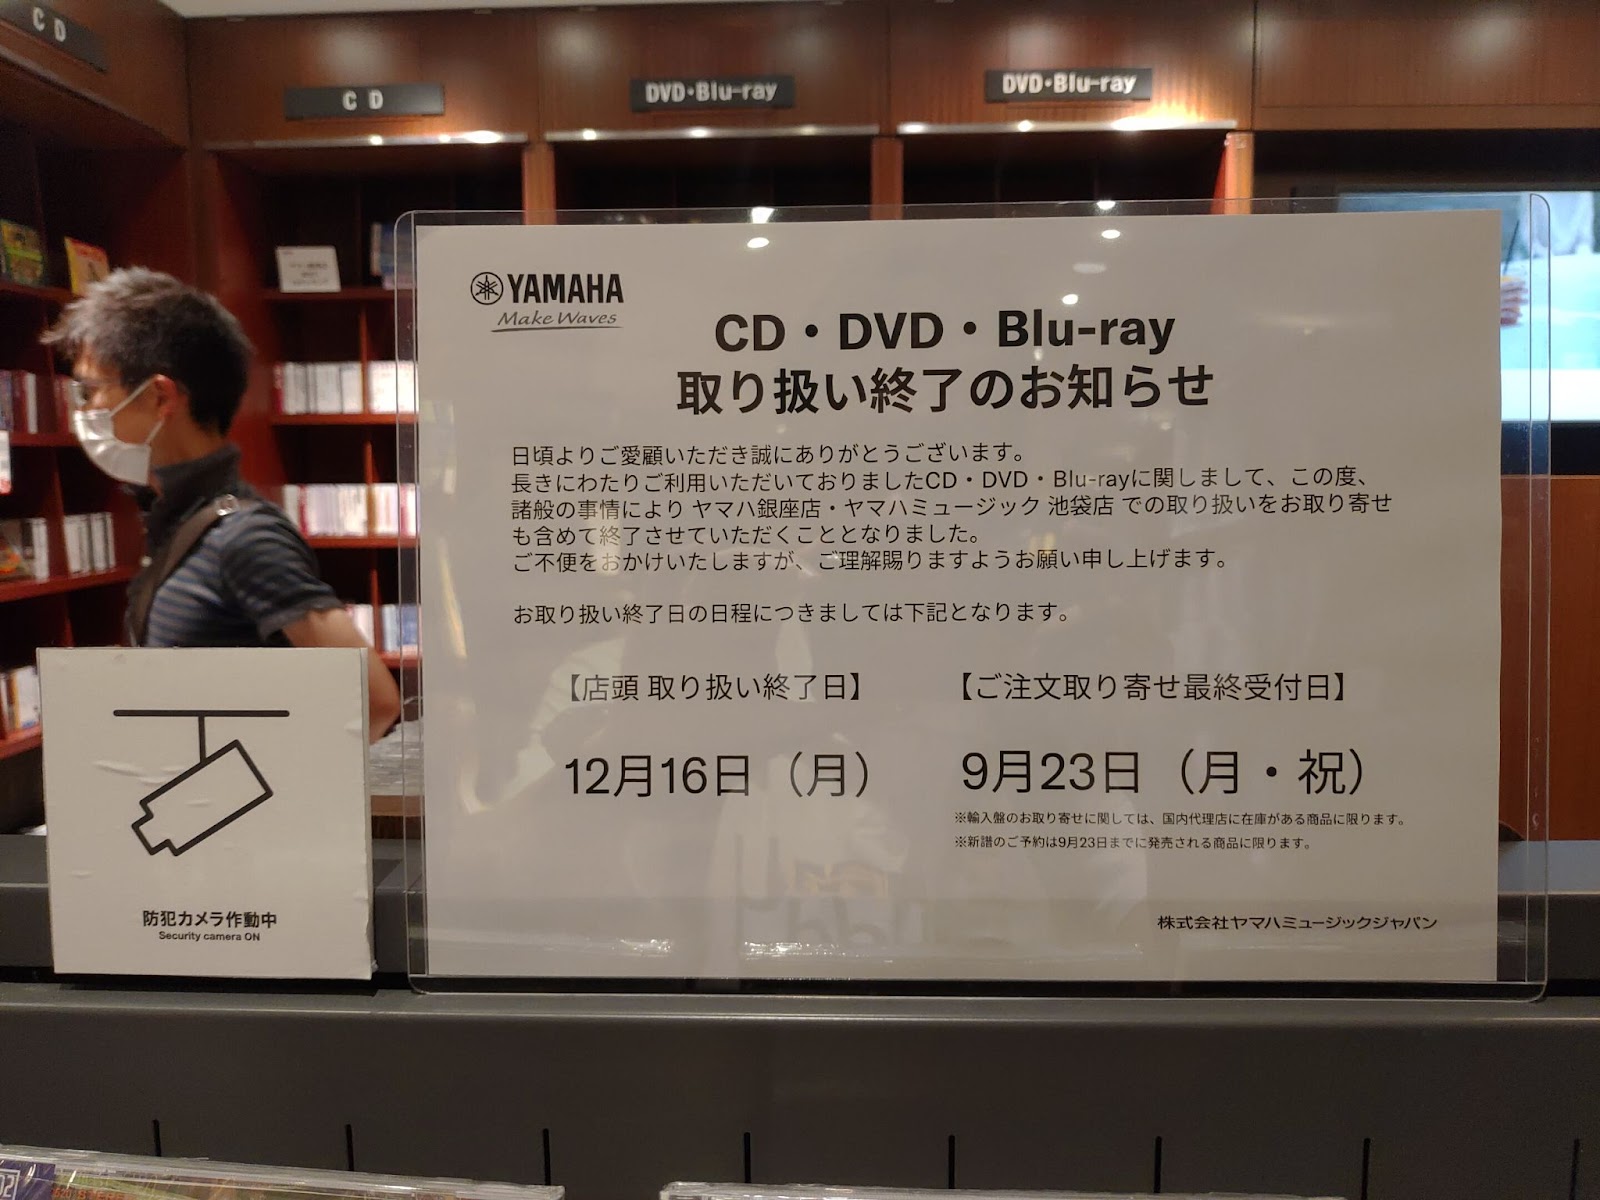 CD
CD
DVD・Blu-ray
DVD・Blu-ray
YAMAHA
Make Waves
CD・DVD・Blu-ray
取り扱い終了のお知らせ
日頃よりご愛顧いただき誠にありがとうございます。
長きにわたりご利用いただいておりましたCD・DVD・Blu-rayに関しまして、この度、
諸般の事情により ヤマハ銀座店・ヤマハミュージック 池袋店 での取り扱いをお取り寄せ
も含めて終了させていただくこととなりました。
ご不便をおかけいたしますが、ご理解賜りますようお願い申し上げます。
お取り扱い終了日の日程につきましては下記となります。
【店頭 取り扱い終了日】
12月16日（月）
【ご注文取り寄せ最終受付日】
9月23日（月・祝）
※輸入盤のお取り寄せに関しては、国内代理店に在庫がある商品に限ります。
※新譜のご予約は9月23日までに発売される商品に限ります。
株式会社ヤマハミュージックジャパン
防犯カメラ作動中
Security camera ON